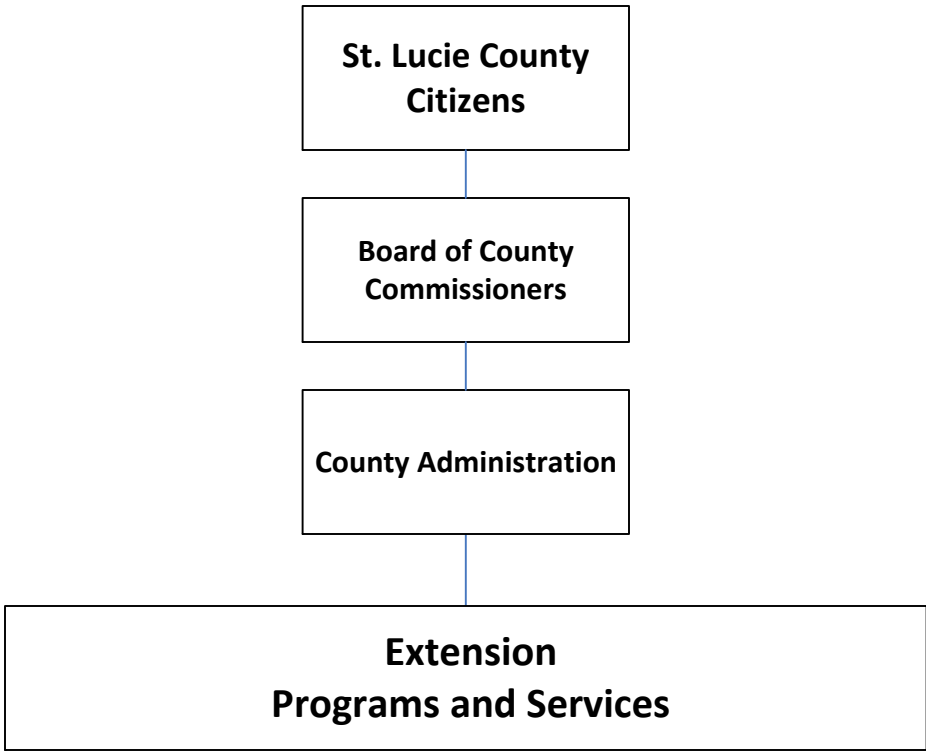 St. Lucie County
Citizens
Board of County
Commissioners
County Administration
Extension
Programs and Services